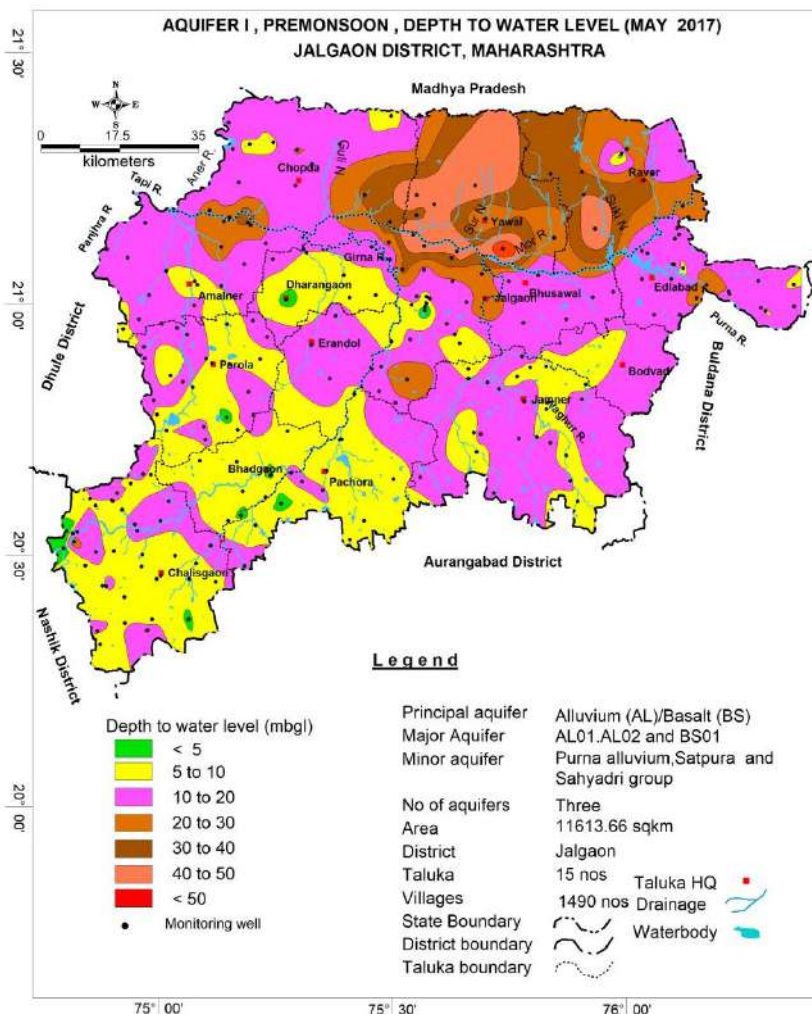 AQUIFER I , PREMONSOON , DEPTH TO WATER LEVEL (MAY 2017)
JALGAON DISTRICT, MAHARASHTRA
21° 30'
Madhya Pradesh
N
W E
S
0 17.5 35
kilometers
Aner R.
Tapi R.
Panjhra R
Guli N
Chopda
Raver
Suki N
Sur N
Yawal
Mor R.
Girna R.
Dharangaon
Amalner
Jalgaon
Bhusawal
Edlabad
Purna R.
21° 00'
Dhule District
Erandol
Parola
Bodvad
Jamner
Waghur R.
Buldana District
Bhadgaon
Pachora
Aurangabad District
20° 30'
Chalisgaon
Nashik District
Legend
Depth to water level (mbgl)
< 5
5 to 10
10 to 20
20 to 30
30 to 40
40 to 50
< 50
Monitoring well
Principal aquifer Alluvium (AL)/Basalt (BS)
Major Aquifer AL01.AL02 and BS01
Minor aquifer Purna alluvium,Satpura and
Sahyadri group
No of aquifers Three
Area 11613.66 sqkm
District Jalgaon
Taluka 15 nos
Villages 1490 nos
State Boundary
District boundary
Taluka boundary
Taluka HQ
Drainage
Waterbody
20° 00'
75° 00' 75° 30' 76° 00'